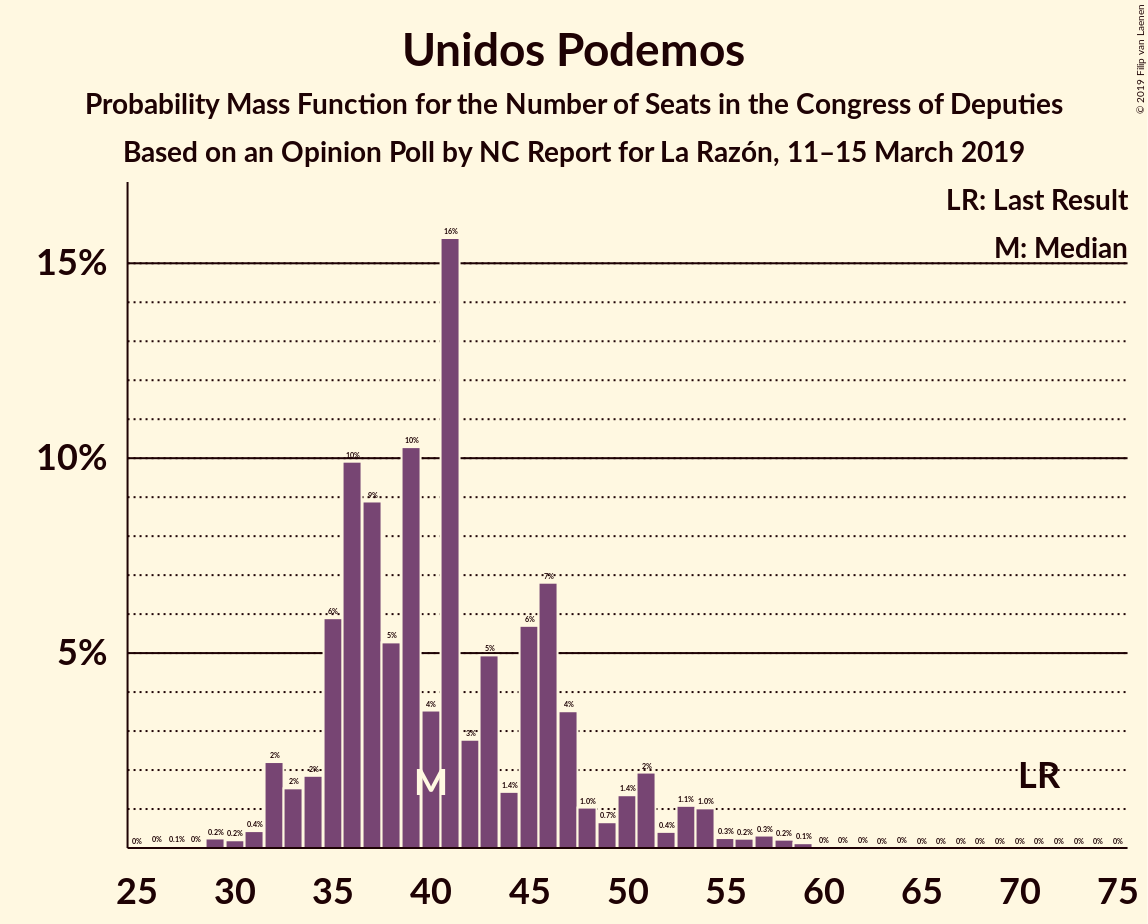 Unidos Podemos
Probability Mass Function for the Number of Seats in the Congress of Deputies
Based on an Opinion Poll by NC Report for La Razón, 11–15 March 2019
© 2019 Filip van Laenen
LR: Last Result
M: Median
15%
10%
5%
0% 0% 0.1% 0% 0.2% 0.2% 0.4% 2% 2% 2% 6% 10% 9% 5% 10% 4% 16% 3% 5% 1.4% 6% 7% 4% 1.0% 0.7% 1.4% 2% 0.4% 1.1% 1.0% 0.3% 0.2% 0.3% 0.2% 0.1% 0% 0% 0% 0% 0% 0% 0% 0% 0% 0% 0% 0% 0% 0% 0% 0%
M
LR
25 30 35 40 45 50 55 60 65 70 75